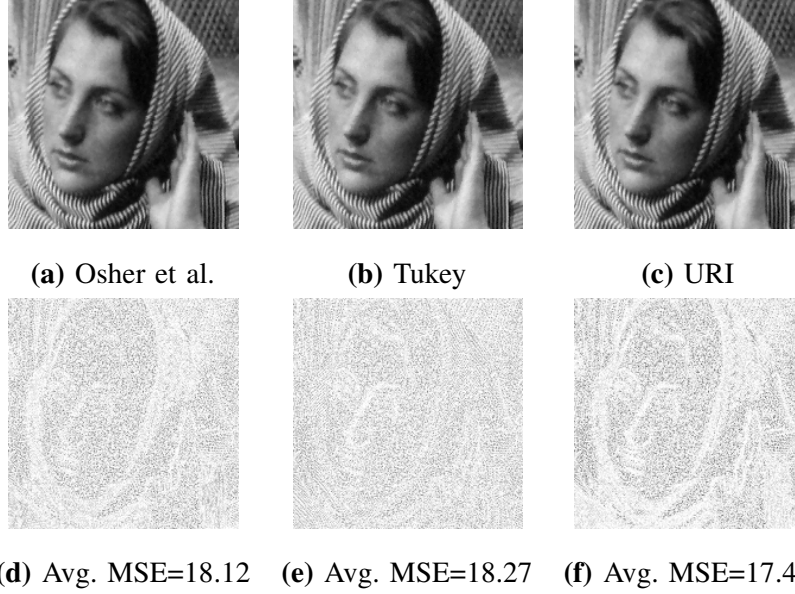 (a) Osher et al. (b) Tukey (c) URI
(d) Avg. MSE=18.12 (e) Avg. MSE=18.27 (f) Avg. MSE=17.4